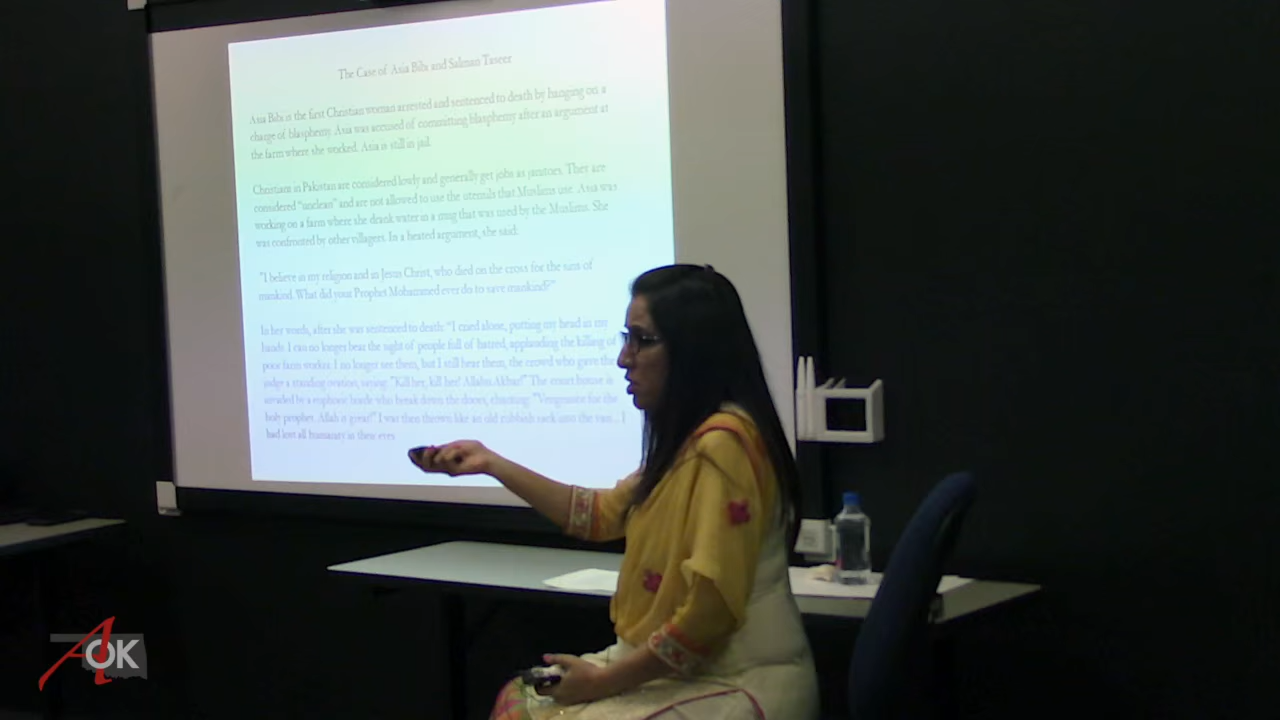 The Case of Asia Bibi and Salman Taseer
Asia Bibi is the first Christian woman arrested and sentenced to death by hanging on a
charge of blasphemy. Asia was accused of committing blasphemy after an argument at
the farm where she worked. Asia is still in jail.
Christians in Pakistan are considered lowly and generally get jobs as janitors. They are
considered "unclean" and are not allowed to use the utensils that Muslims use. Asia was
working on a farm where she drank water in a mug that was used by the Muslims. She
was confronted by other villagers. In a heated argument, she said:
"I believe in my religion and in Jesus Christ, who died on the cross for the sins of
mankind. What did your Prophet Mohammed ever do to save mankind?"
In her words, after she was sentenced to death: "I cried alone, putting my head in my
hands. I can no longer bear the sight of people full of hatred, applauding the killing of
poor farm worker. I no longer see them, but I still hear them, the crowd who gave the
judge a standing ovation, saying: "Kill her, kill her! Allahu Akbar!" The court house is
invaded by a euphoric horde who break down the doors, chanting: "Vengeance for the
holy prophet. Allah is great!" I was then thrown like an old rubbish sack into the van... I
had lost all humanity in their eyes
A OK